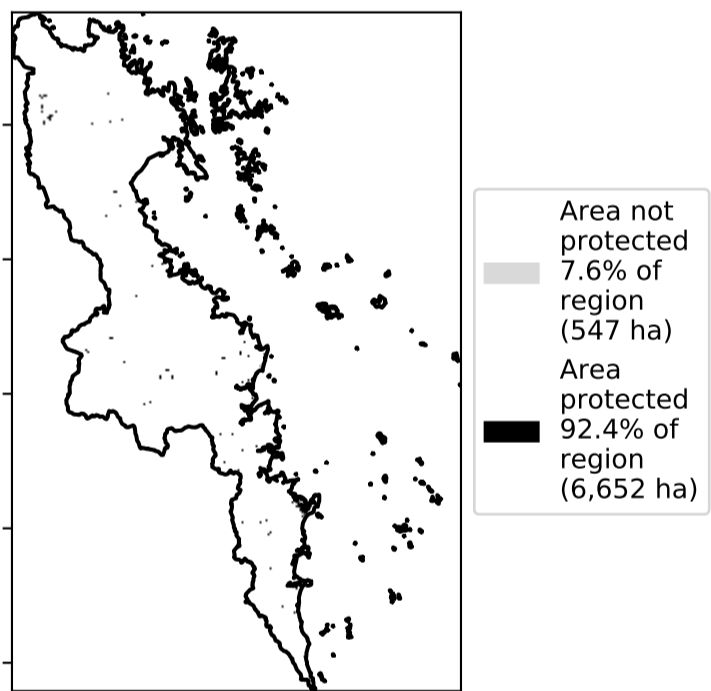 Area not
protected
7.6% of
region
(547 ha)
Area
protected
92.4% of
region
(6,652 ha)